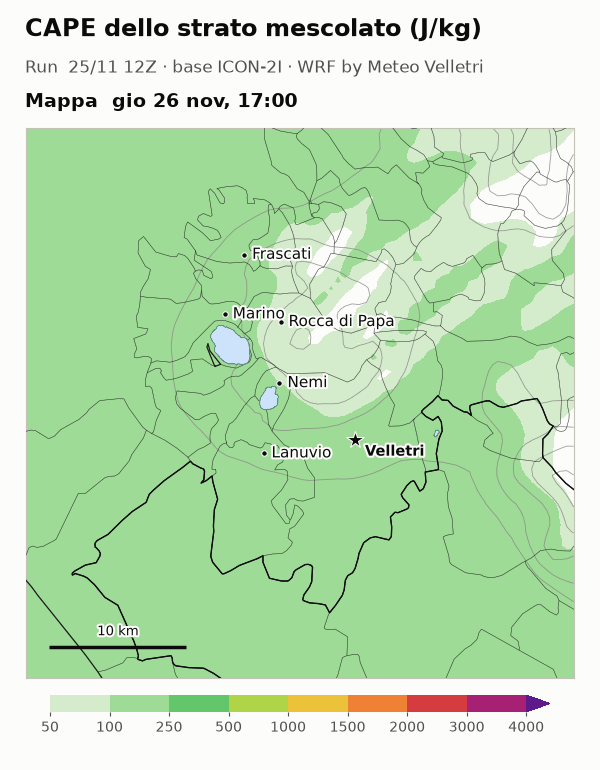 CAPE dello strato mescolato (J/kg)
Run  25/11 12Z · base ICON-2I · WRF by Meteo Velletri
Mappa  gio 26 nov, 17:00
Frascati
Marino
Rocca di Papa
Nemi
Velletri
Lanuvio
10 km
50 100 250 500 1000 1500 2000 3000 4000